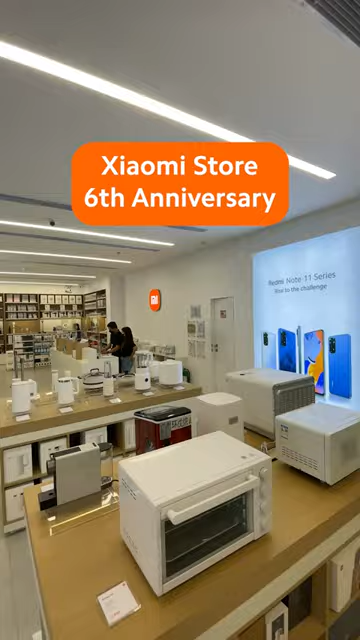 Xiaomi Store
6th Anniversary
Redmi Note 11 Series
Rise to the challenge